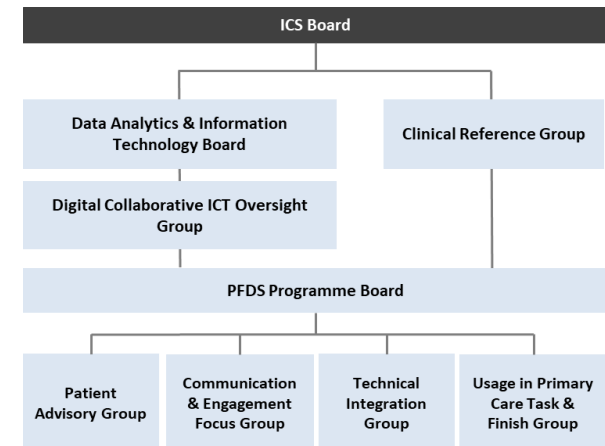 ICS Board
Data Analytics & Information
Technology Board
Clinical Reference Group
Digital Collaborative ICT Oversight
Group
PFDS Programme Board
Patient
Advisory Group
Communication
& Engagement
Focus Group
Technical
Integration
Group
Usage in Primary
Care Task &
Finish Group